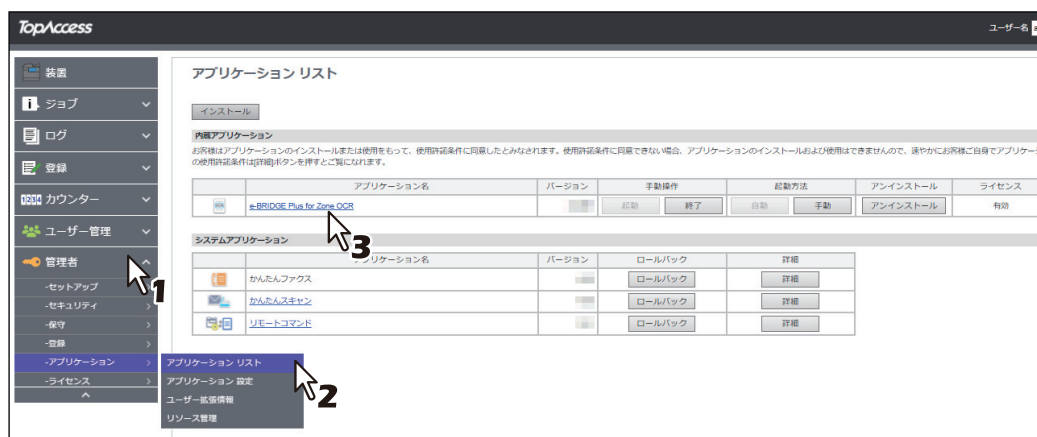 TopAccess
ユーザー名
装置
ジョブ
ログ
登録
カウンター
ユーザー管理
管理者
-セットアップ
-セキュリティ
-保守
-登録
-アプリケーション
-ライセンス
アプリケーション リスト
アプリケーション 設定
ユーザー拡張情報
リソース管理
1
2
3
アプリケーション リスト
インストール
内蔵アプリケーション
お客様はアプリケーションのインストールまたは使用をもって、使用許諾条件に同意したとみなされます。使用許諾条件に同意できない場合、アプリケーションのインストールおよび使用はできませんので、速やかにお客様ご自身でアプリケー
の使用許諾条件は[詳細]ボタンを押すとご覧になれます。
アプリケーション名 バージョン 手動操作 起動方法 アンインストール ライセンス
e-BRIDGE Plus for Zone OCR 起動 終了 自動 手動 アンインストール 有効
システムアプリケーション
アプリケーション名 バージョン ロールバック 詳細
かんたんファクス ロールバック 詳細
かんたんスキャン ロールバック 詳細
リモートコマンド ロールバック 詳細